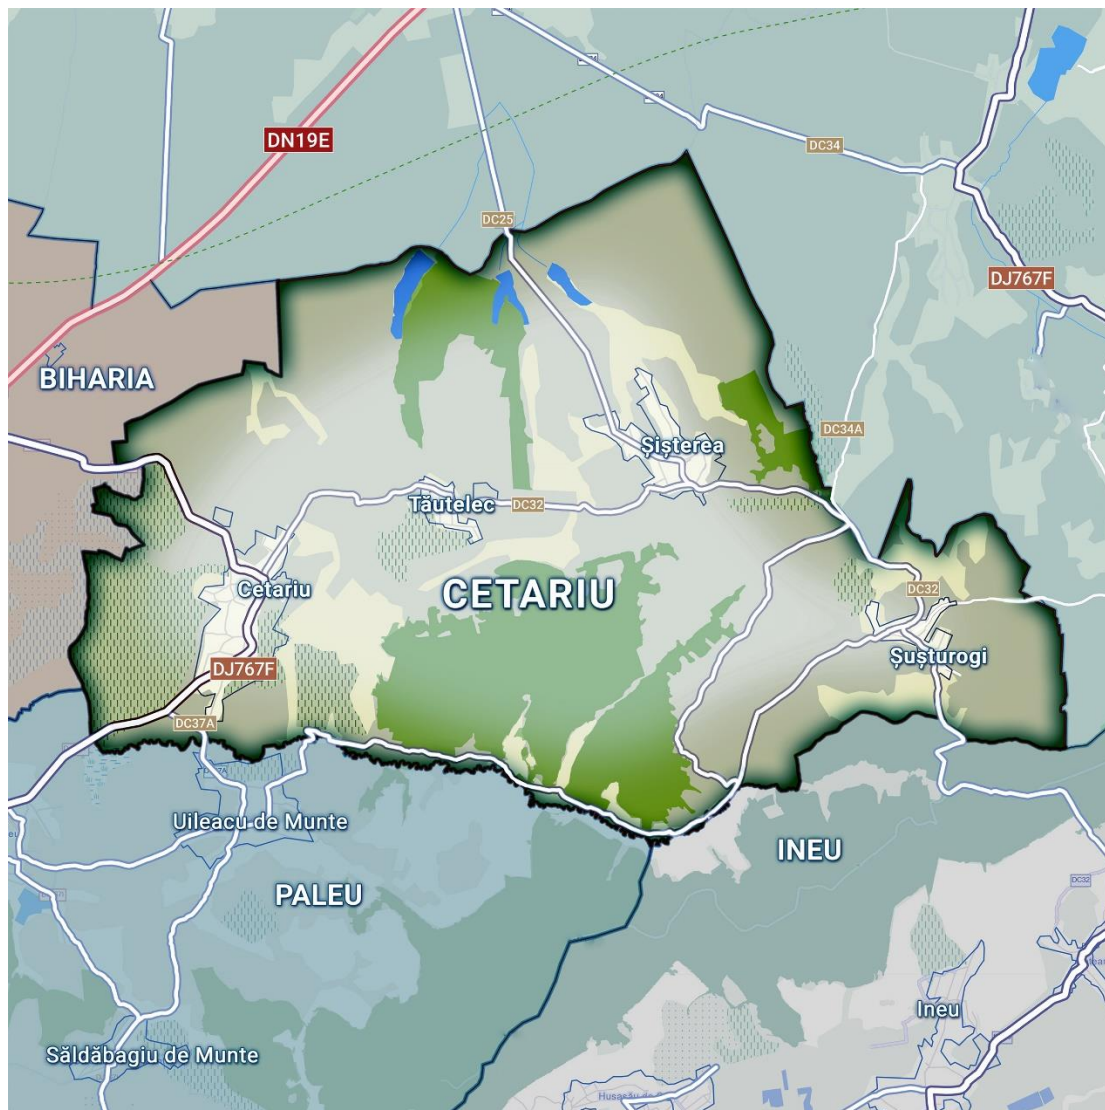 DN19E
DC34
DC25
DJ767F
BIHARIA
DC34A
Șișterea
Tăutelec
DC32
Cetariu
CETARIU
DC32
Șușturogi
DJ767F
DC37A
Uileacu de Munte
INEU
PALEU
DC32
Ineu
Săldăbagiu de Munte